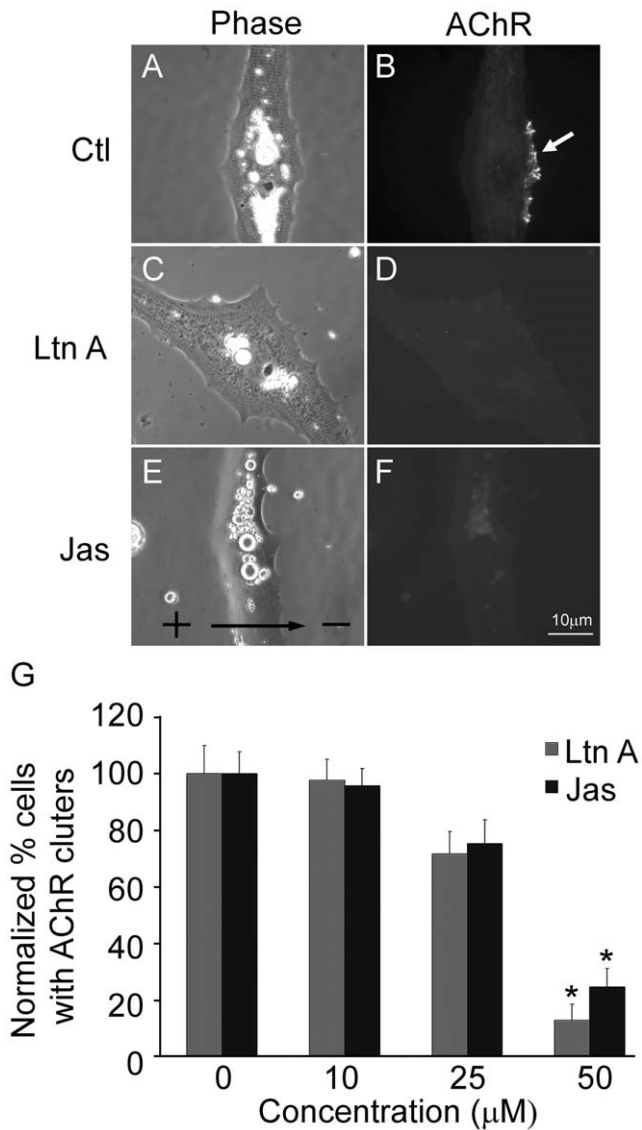 Phase AChR
A B
Ctl
C D
Ltn A
E F
Jas
+ −
10μm
G
Normalized % cells
with AChR cluters
120
100
80
60
40
20
0
Ltn A
Jas
* *
0 10 25 50
Concentration (μM)